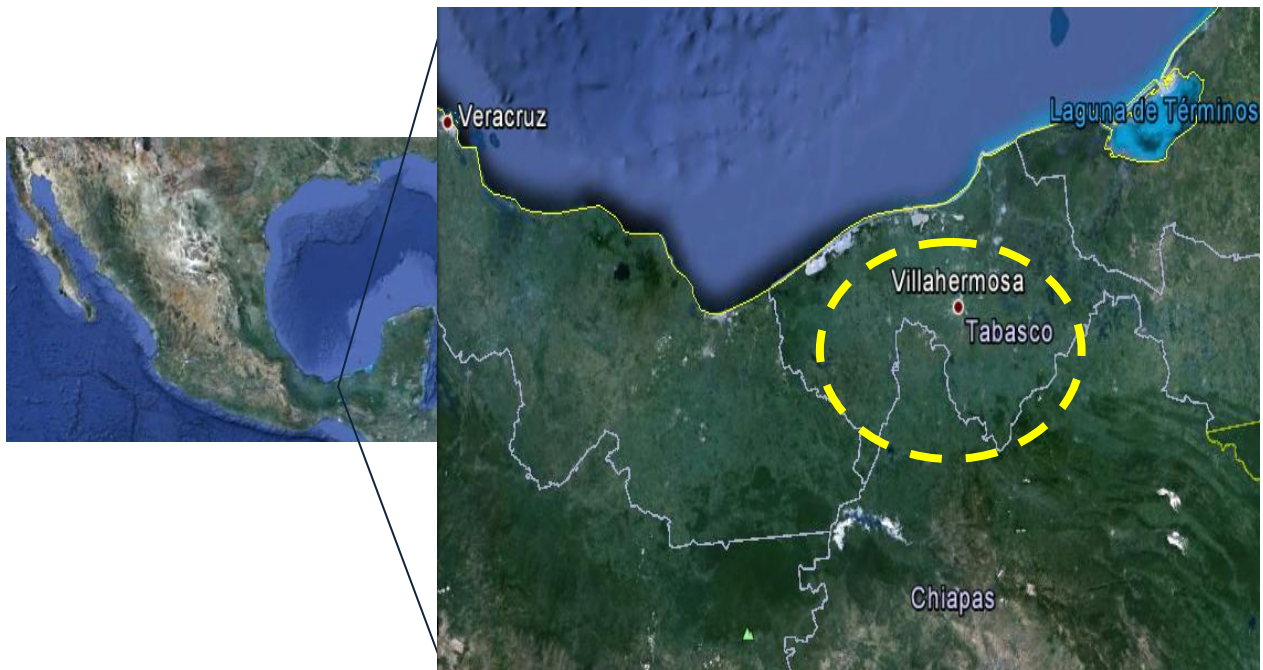 Veracruz
Laguna de Términos
Villahermosa
Tabasco
Chiapas